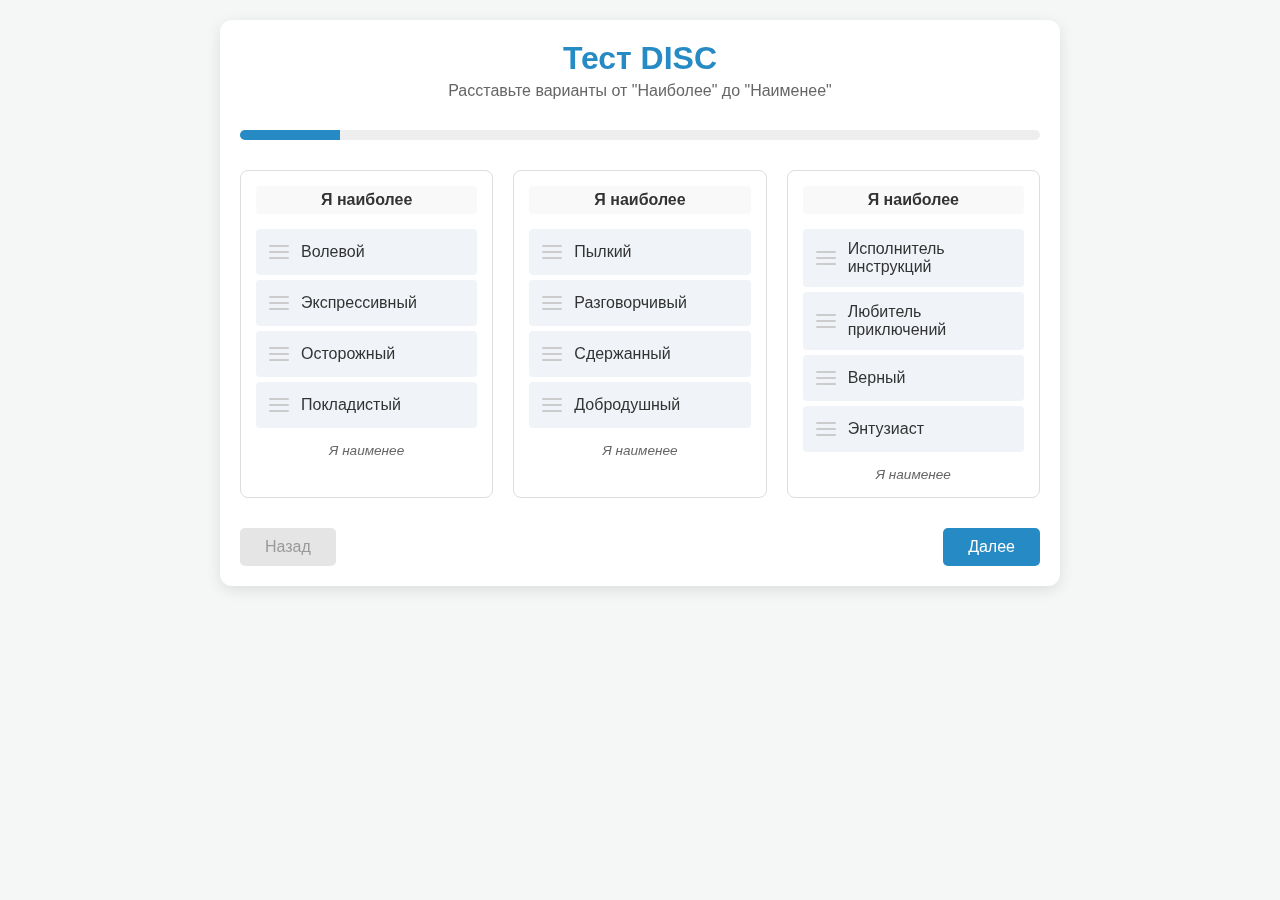 Тест DISC
Расставьте варианты от "Наиболее" до "Наименее"
Я наиболее
Волевой
Экспрессивный
Осторожный
Покладистый
Я наименее
Я наиболее
Пылкий
Разговорчивый
Сдержанный
Добродушный
Я наименее
Я наиболее
Исполнитель
инструкций
Любитель
приключений
Верный
Энтузиаст
Я наименее
Назад
Далее